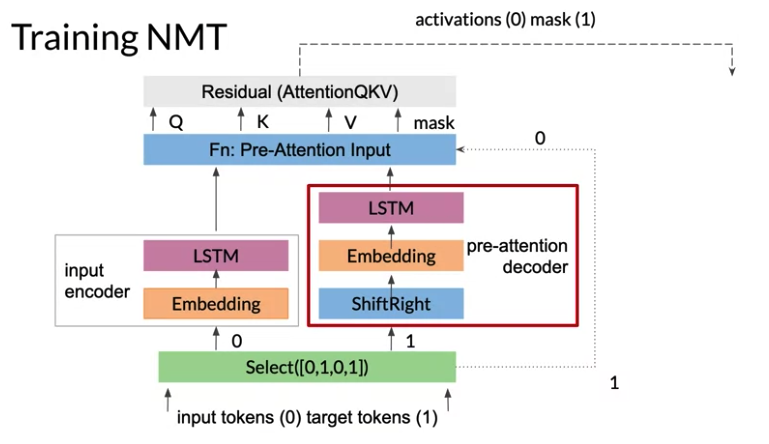 Training NMT
activations (0) mask (1)
Residual (AttentionQKV)
Q
K
V
mask
Fn: Pre-Attention Input
0
LSTM
Embedding
ShiftRight
pre-attention
decoder
input
encoder
LSTM
Embedding
0
1
Select([0,1,0,1])
1
input tokens (0) target tokens (1)